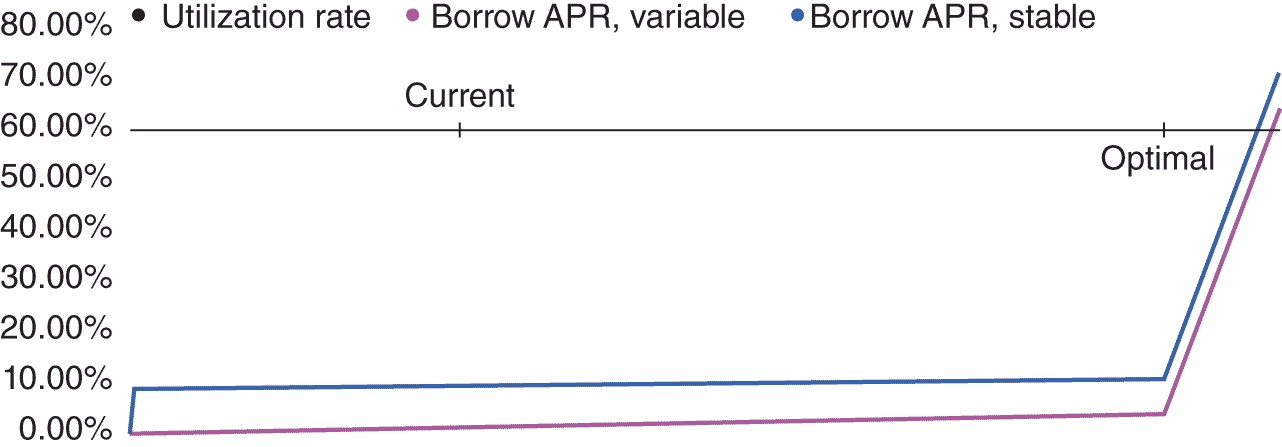 80.00%
Utilization rate
Borrow APR, variable
Borrow APR, stable
70.00%
Current
60.00%
Optimal
50.00%
40.00%
30.00%
20.00%
10.00%
0.00%